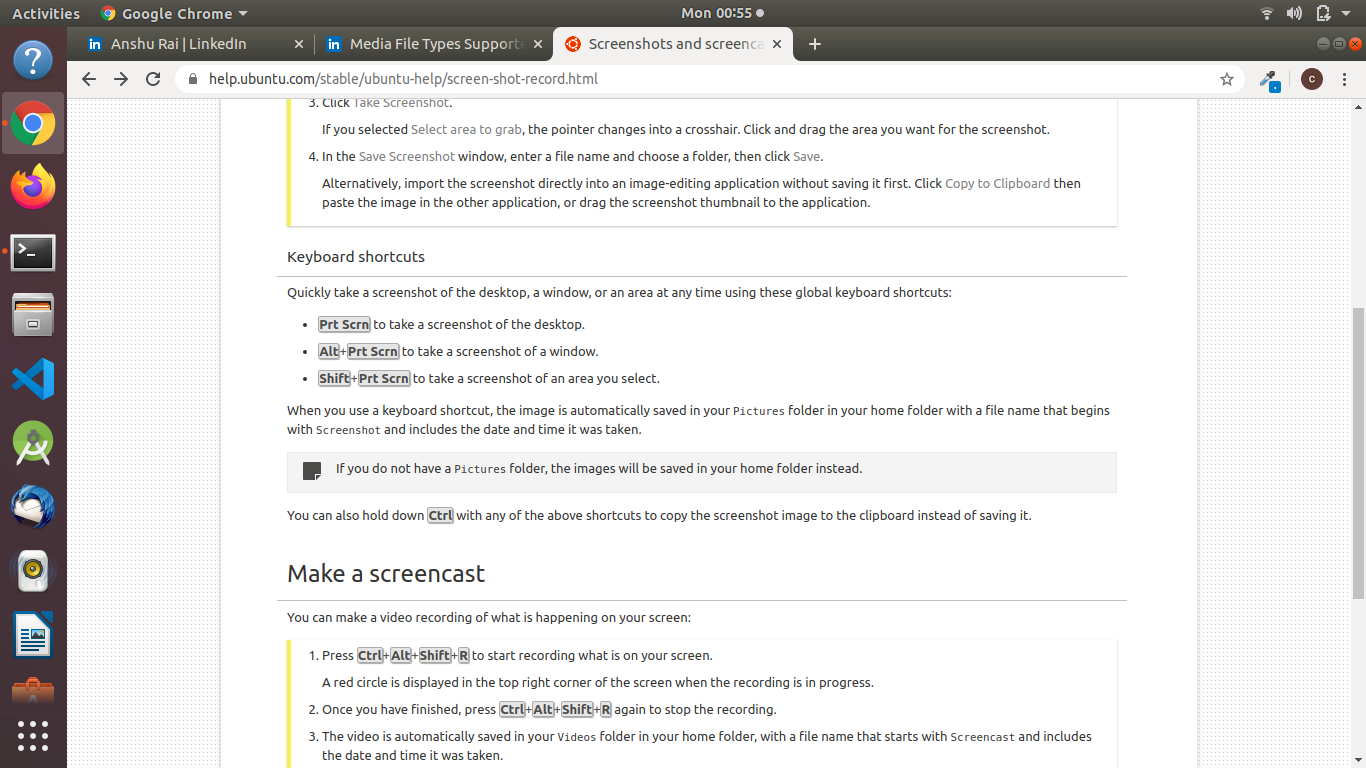 Activities
Google Chrome
Mon 00:55
Anshu Rai | LinkedIn
Media File Types Supporte
Screenshots and screenca
help.ubuntu.com/stable/ubuntu-help/screen-shot-record.html
C
3. Click Take Screenshot.
If you selected Select area to grab, the pointer changes into a crosshair. Click and drag the area you want for the screenshot.
4. In the Save Screenshot window, enter a file name and choose a folder, then click Save.
Alternatively, import the screenshot directly into an image-editing application without saving it first. Click Copy to Clipboard then
paste the image in the other application, or drag the screenshot thumbnail to the application.
Keyboard shortcuts
Quickly take a screenshot of the desktop, a window, or an area at any time using these global keyboard shortcuts:
• Prt Scrn to take a screenshot of the desktop.
• Alt+Prt Scrn to take a screenshot of a window.
• Shift+Prt Scrn to take a screenshot of an area you select.
When you use a keyboard shortcut, the image is automatically saved in your Pictures folder in your home folder with a file name that begins
with Screenshot and includes the date and time it was taken.
If you do not have a Pictures folder, the images will be saved in your home folder instead.
You can also hold down Ctrl with any of the above shortcuts to copy the screenshot image to the clipboard instead of saving it.
Make a screencast
You can make a video recording of what is happening on your screen:
1. Press Ctrl+Alt+Shift+R to start recording what is on your screen.
A red circle is displayed in the top right corner of the screen when the recording is in progress.
2. Once you have finished, press Ctrl+Alt+Shift+R again to stop the recording.
3. The video is automatically saved in your Videos folder in your home folder, with a file name that starts with Screencast and includes
the date and time it was taken.